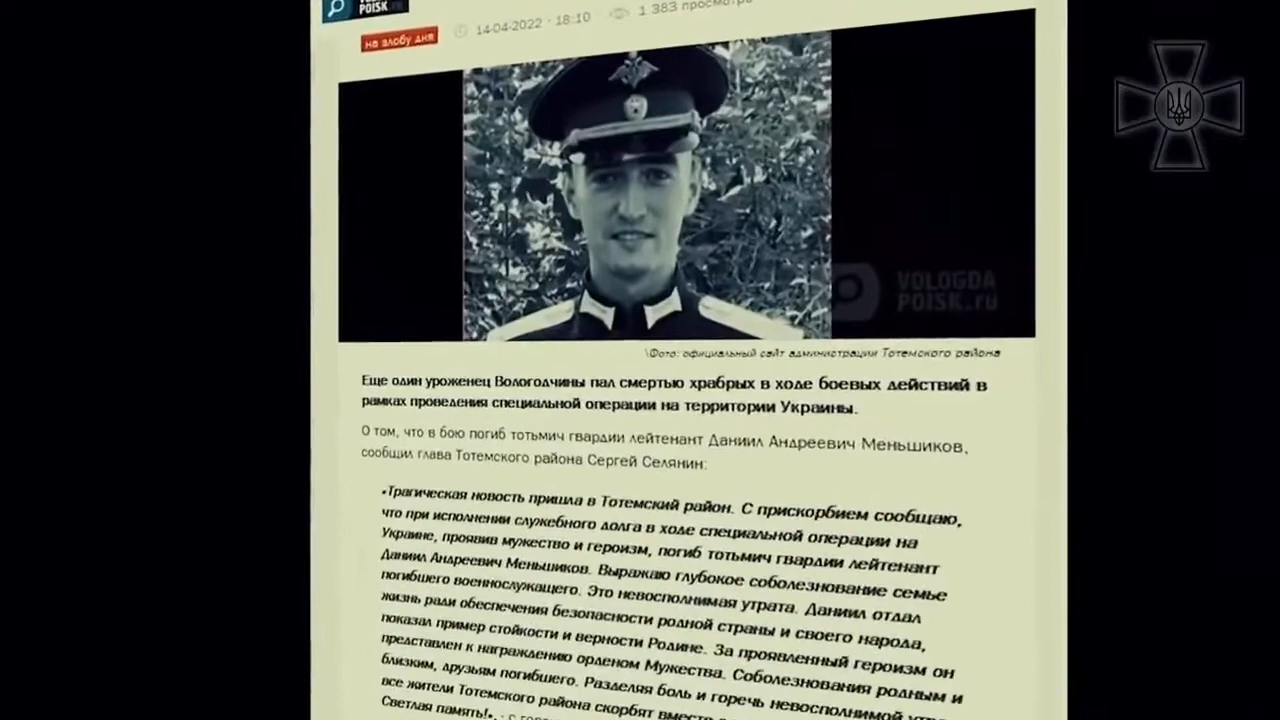 POISK.ru
на злобу дня
14-04-2022 · 18:10
1 383 просмотра
VOLOGDA
POISK.ru
\Фото: официальный сайт администрации Тотемского района
Еще один уроженец Вологодчины пал смертью храбрых в ходе боевых действий в
рамках проведения специальной операции на территории Украины.
О том, что в бою погиб тотьмич гвардии лейтенант Даниил Андреевич Меньшиков,
сообщил глава Тотемского района Сергей Селянин:
«Трагическая новость пришла в Тотемский район. С прискорбием сообщаю,
что при исполнении служебного долга в ходе специальной операции на
Украине, проявив мужество и героизм, погиб тотьмич гвардии лейтенант
Даниил Андреевич Меньшиков. Выражаю глубокое соболезнование семье
погибшего военнослужащего. Это невосполнимая утрата. Даниил отдал
жизнь ради обеспечения безопасности родной страны и своего народа,
показал пример стойкости и верности Родине. За проявленный героизм он
представлен к награждению орденом Мужества. Соболезнования родным и
близким, друзьям погибшего. Разделяя боль и горечь невосполнимой
все жители Тотемского района скорбят вместе
Светлая память!»,